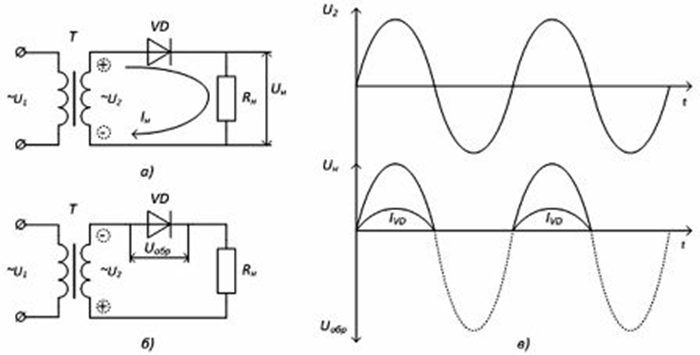 T
VD
+
~U1
~U2
-
Iн
Rн
Uн
а)
T
VD
-
~U1
~U2
Uобр
+
Rн
б)
U2
t
Uн
IVD
IVD
t
Uобр
в)